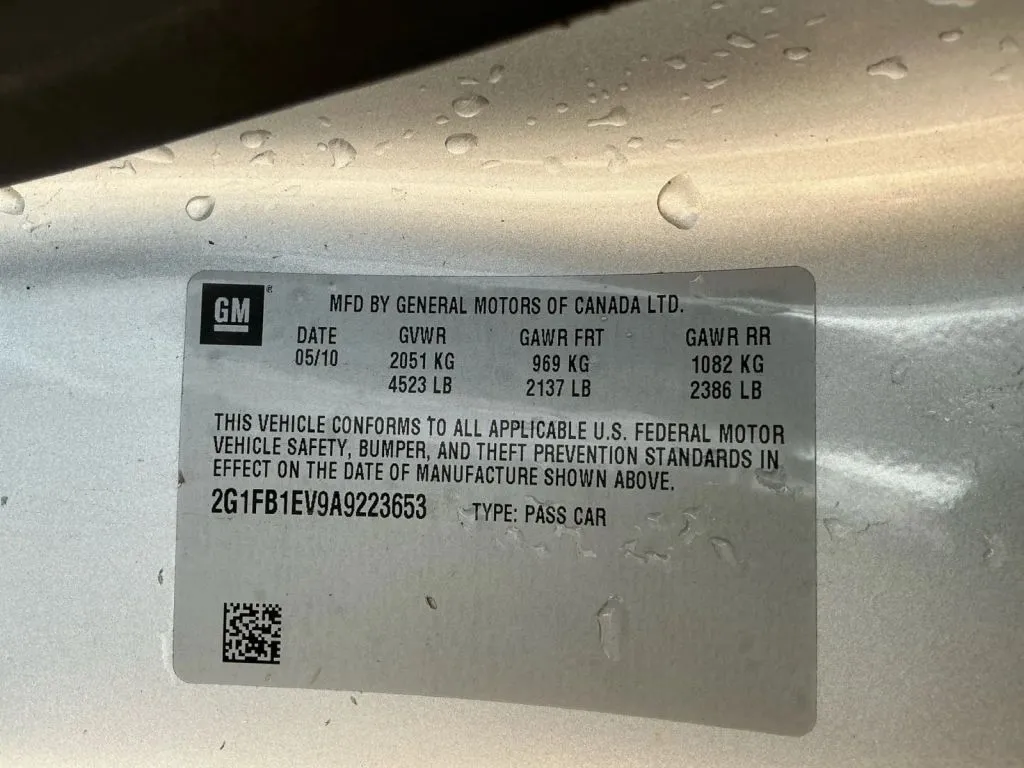 GM ®
MFD BY GENERAL MOTORS OF CANADA LTD.
DATE GVWR GAWR FRT GAWR RR
05/10 2051 KG 969 KG 1082 KG
4523 LB 2137 LB 2386 LB
THIS VEHICLE CONFORMS TO ALL APPLICABLE U.S. FEDERAL MOTOR
VEHICLE SAFETY, BUMPER, AND THEFT PREVENTION STANDARDS IN
EFFECT ON THE DATE OF MANUFACTURE SHOWN ABOVE.
2G1FB1EV9A9223653 TYPE: PASS CAR